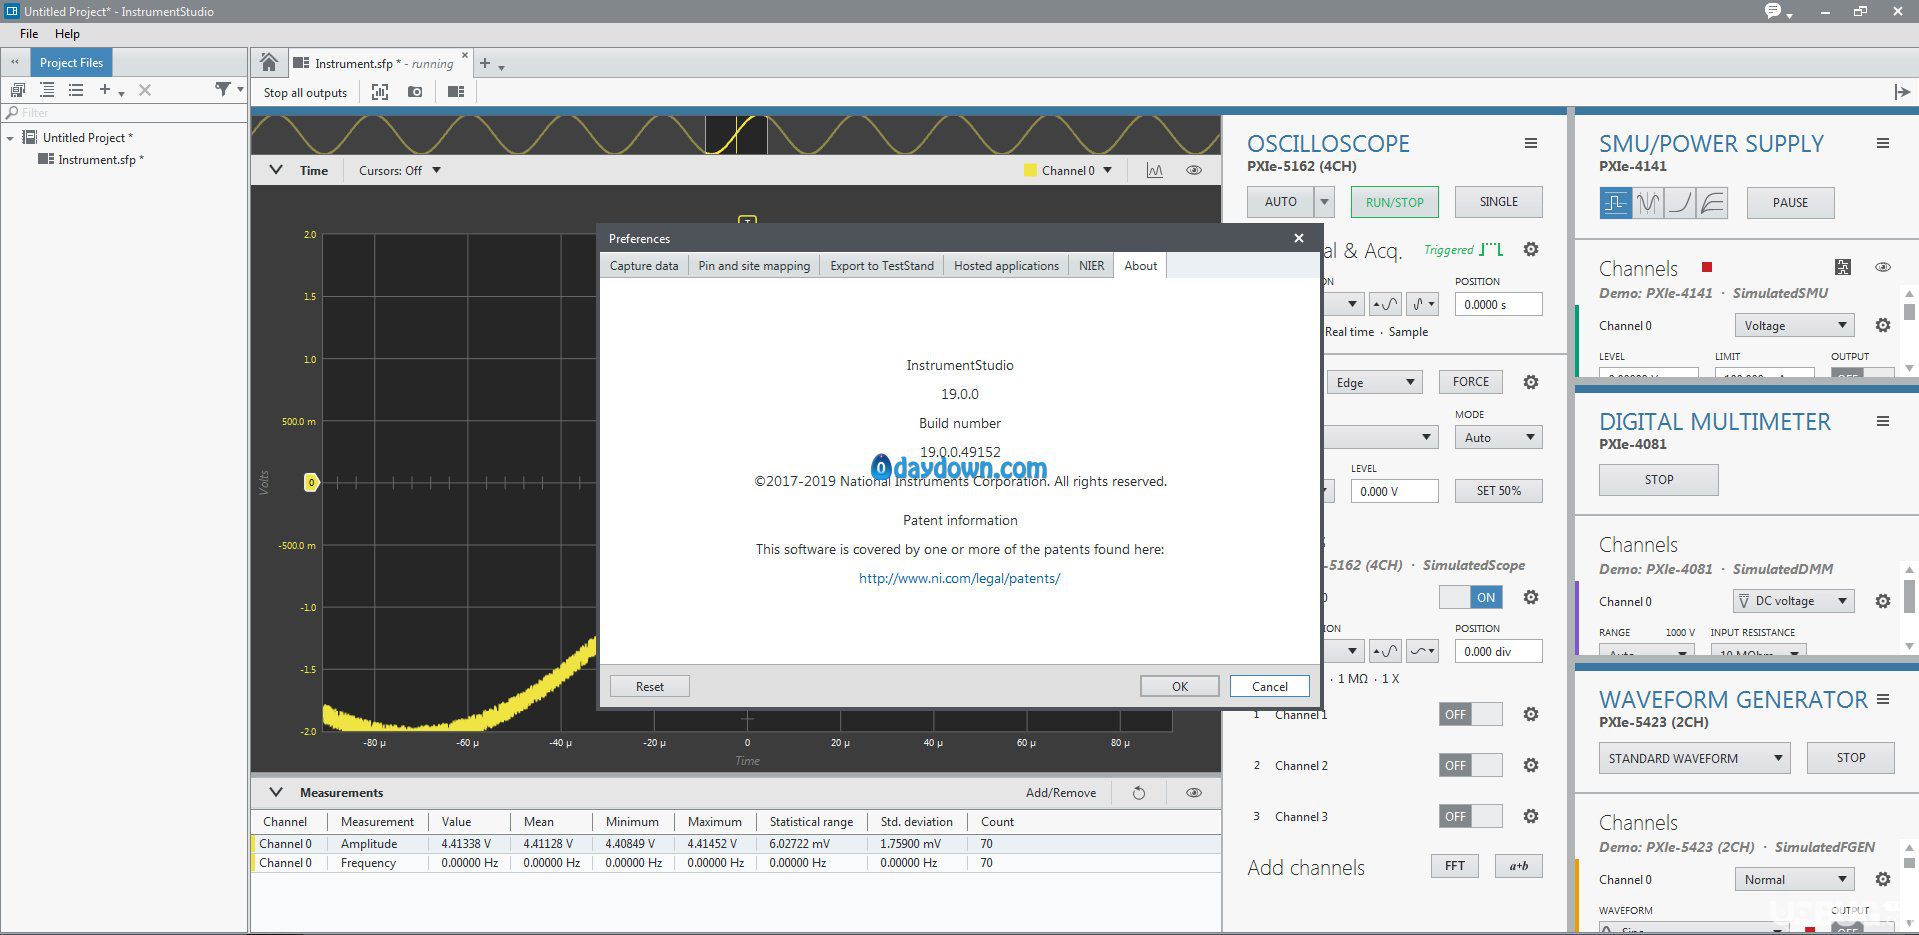 Untitled Project* - InstrumentStudio
File Help
Project Files
Filter
Untitled Project *
Instrument.sfp *
Instrument.sfp * - running
Stop all outputs
Time
Cursors: Off
Channel 0
2.0
1.5
1.0
500.0 m
0
-500.0 m
-1.0
-1.5
-2.0
Volts
-80 µ -60 µ -40 µ -20 µ 0 20 µ 40 µ 60 µ 80 µ
Time
Measurements
Add/Remove
Channel Measurement Value Mean Minimum Maximum Statistical range Std. deviation Count
Channel 0 Amplitude 4.41338 V 4.41128 V 4.40849 V 4.41452 V 6.02722 mV 1.75900 mV 70
Channel 0 Frequency 0.00000 Hz 0.00000 Hz 0.00000 Hz 0.00000 Hz 0.00000 Hz 0.00000 Hz 70
Preferences
Capture data Pin and site mapping Export to TestStand Hosted applications NIER About
InstrumentStudio
19.0.0
Build number
19.0.0.49152
0daydown.com
©2017-2019 National Instruments Corporation. All rights reserved.
Patent information
This software is covered by one or more of the patents found here:
http://www.ni.com/legal/patents/
Reset
OK
Cancel
OSCILLOSCOPE
PXIe-5162 (4CH)
AUTO
RUN/STOP
SINGLE
al & Acq.
Triggered
ON
POSITION
0.0000 s
Real time · Sample
Edge
FORCE
MODE
Auto
LEVEL
0.000 V
SET 50%
-5162 (4CH) · SimulatedScope
0
ON
ION
POSITION
0.000 div
· 1 MΩ · 1 X
1 Channel 1
OFF
2 Channel 2
OFF
3 Channel 3
OFF
Add channels
FFT
a+b
SMU/POWER SUPPLY
PXIe-4141
PAUSE
Channels
Demo: PXIe-4141 · SimulatedSMU
Channel 0
Voltage
LEVEL LIMIT OUTPUT
DIGITAL MULTIMETER
PXIe-4081
STOP
Channels
Demo: PXIe-4081 · SimulatedDMM
Channel 0
DC voltage
RANGE 1000 V INPUT RESISTANCE
Auto
10 MOhm
WAVEFORM GENERATOR
PXIe-5423 (2CH)
STANDARD WAVEFORM
STOP
Channels
Demo: PXIe-5423 (2CH) · SimulatedFGEN
Channel 0
Normal
WAVEFORM
OUTPUT